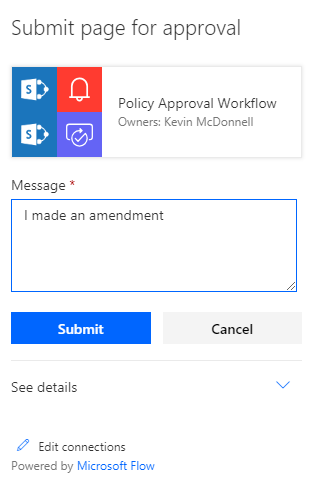 Submit page for approval
S
Policy Approval Workflow
S
Owners: Kevin McDonnell
Message *
I made an amendment
Submit
Cancel
See details
Edit connections
Powered by Microsoft Flow